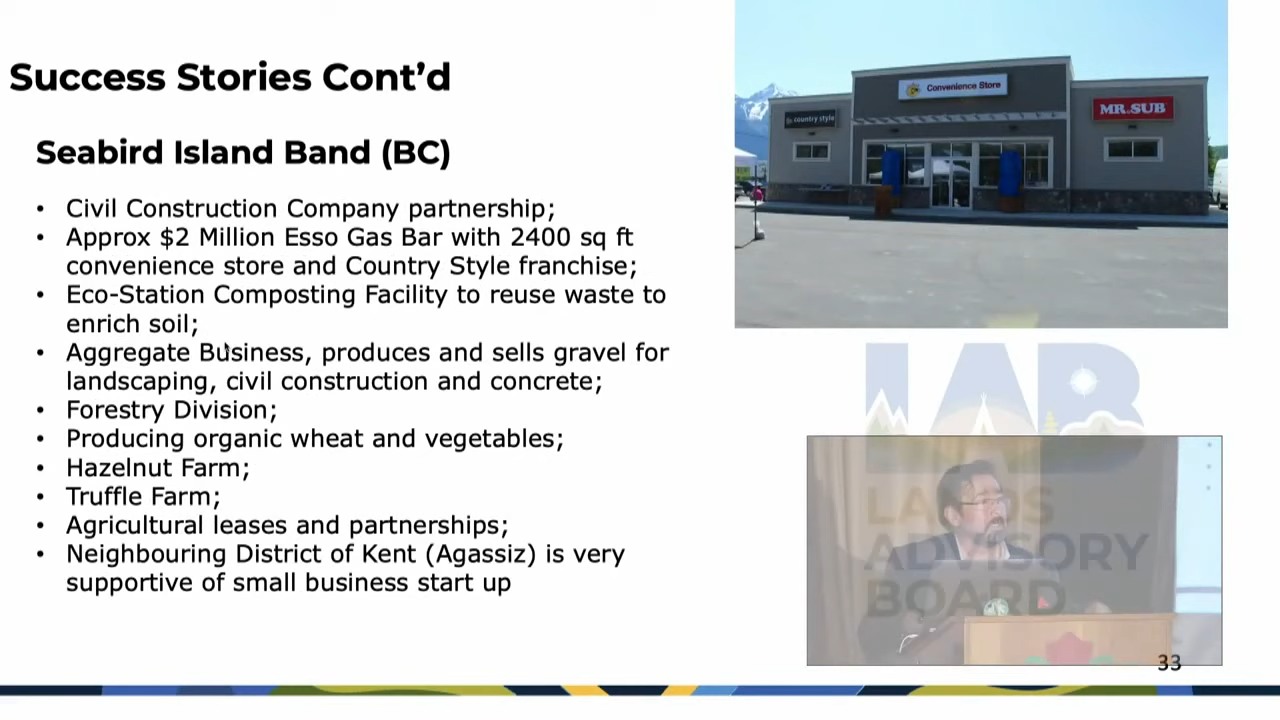 Success Stories Cont'd
Seabird Island Band (BC)
• Civil Construction Company partnership;
• Approx $2 Million Esso Gas Bar with 2400 sq ft
convenience store and Country Style franchise;
• Eco-Station Composting Facility to reuse waste to
enrich soil;
• Aggregate Business, produces and sells gravel for
landscaping, civil construction and concrete;
• Forestry Division;
• Producing organic wheat and vegetables;
• Hazelnut Farm;
• Truffle Farm;
• Agricultural leases and partnerships;
• Neighbouring District of Kent (Agassiz) is very
supportive of small business start up
Convenience Store
country style
MR.SUB
LAB
LANDS
ADVISORY
BOARD
33